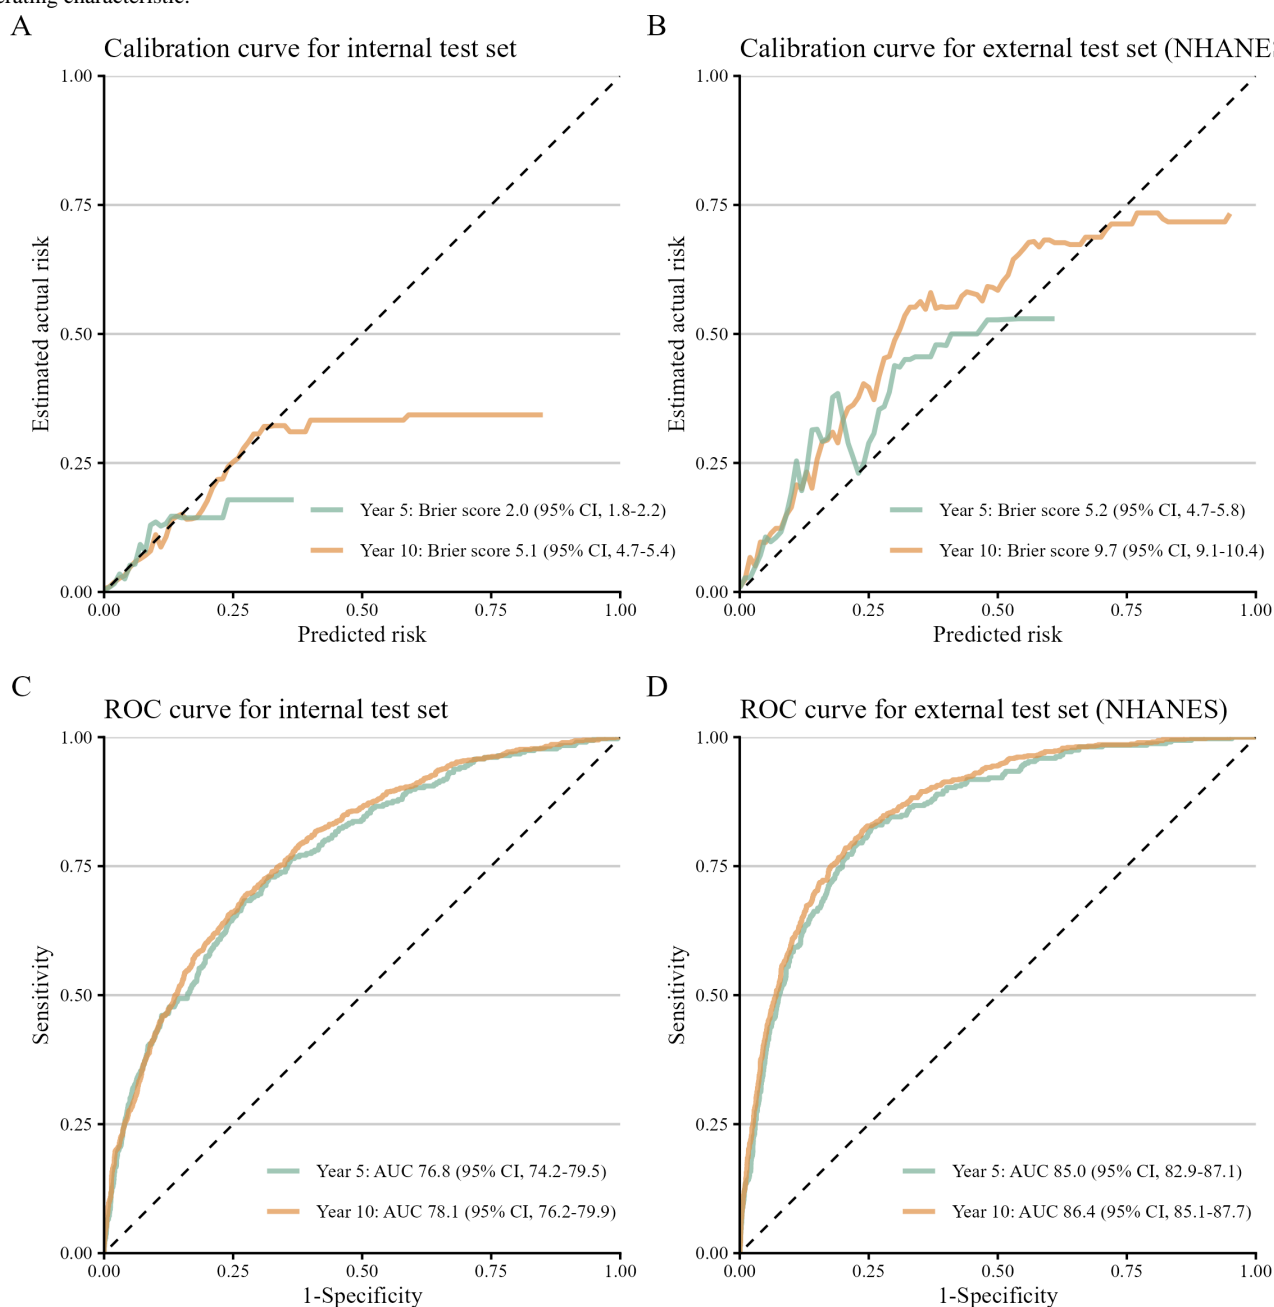 erating characteristic.
A
Calibration curve for internal test set
1.00
0.75
0.50
0.25
0.00
Estimated actual risk
Year 5: Brier score 2.0 (95% CI, 1.8-2.2)
Year 10: Brier score 5.1 (95% CI, 4.7-5.4)
0.00 0.25 0.50 0.75 1.00
Predicted risk
B
Calibration curve for external test set (NHANES
1.00
0.75
0.50
0.25
0.00
Estimated actual risk
Year 5: Brier score 5.2 (95% CI, 4.7-5.8)
Year 10: Brier score 9.7 (95% CI, 9.1-10.4)
0.00 0.25 0.50 0.75 1.00
Predicted risk
C
ROC curve for internal test set
1.00
0.75
0.50
0.25
0.00
Sensitivity
Year 5: AUC 76.8 (95% CI, 74.2-79.5)
Year 10: AUC 78.1 (95% CI, 76.2-79.9)
0.00 0.25 0.50 0.75 1.00
1-Specificity
D
ROC curve for external test set (NHANES)
1.00
0.75
0.50
0.25
0.00
Sensitivity
Year 5: AUC 85.0 (95% CI, 82.9-87.1)
Year 10: AUC 86.4 (95% CI, 85.1-87.7)
0.00 0.25 0.50 0.75 1.00
1-Specificity